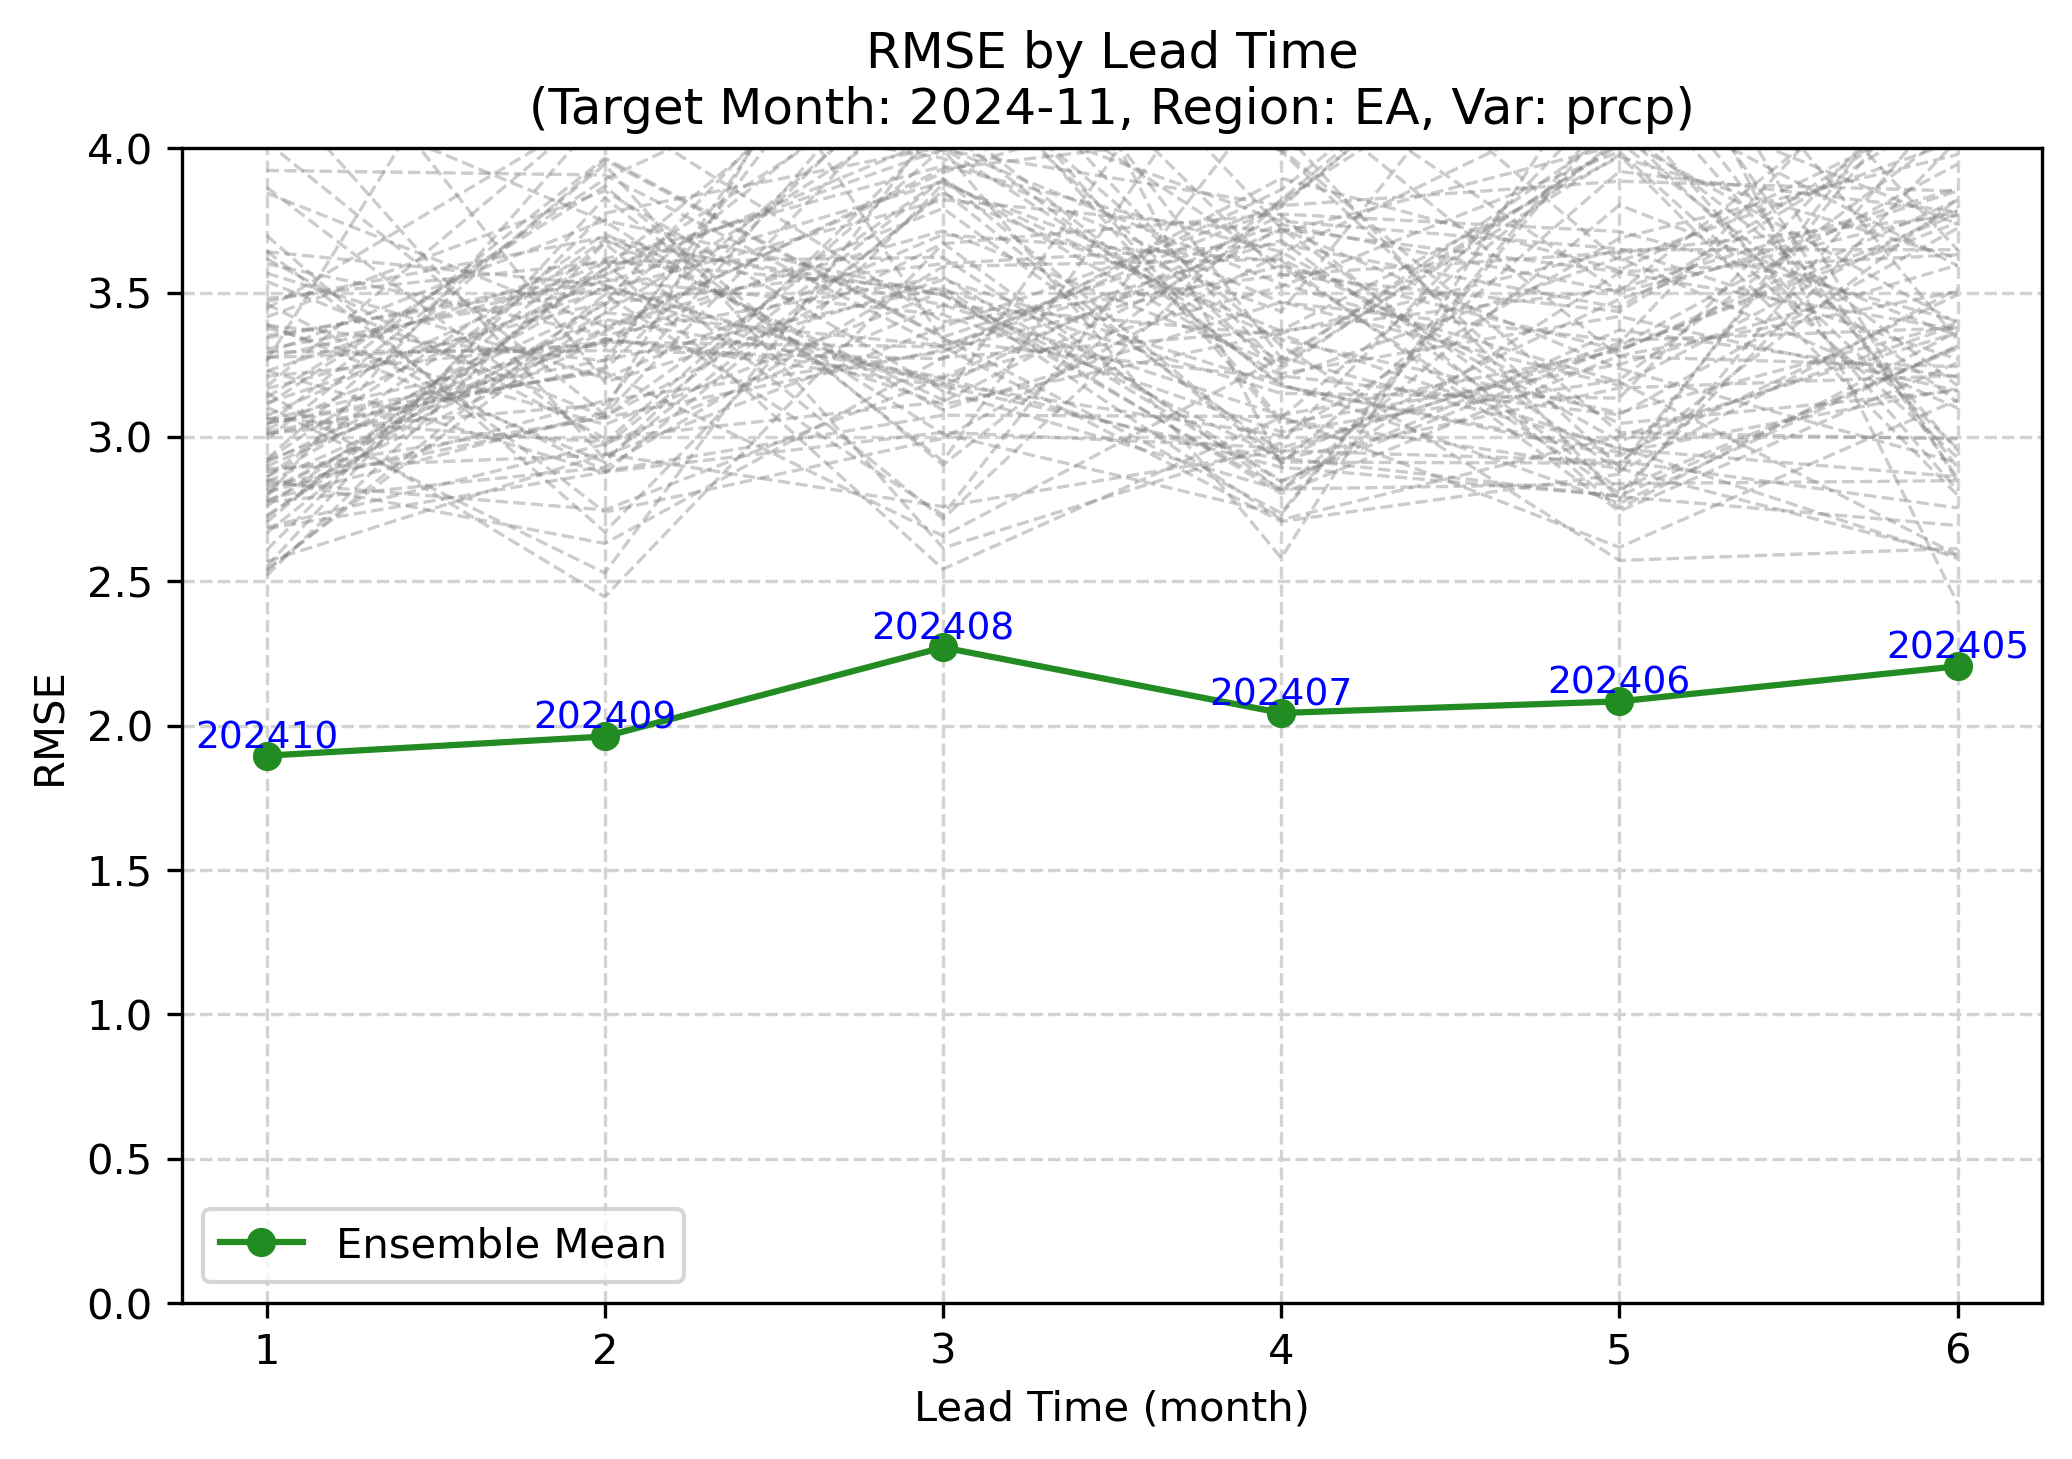 RMSE by Lead Time
(Target Month: 2024-11, Region: EA, Var: prcp)
4.0
3.5
3.0
2.5
2.0
1.5
1.0
0.5
0.0
RMSE
202410
202409
202408
202407
202406
202405
Ensemble Mean
1 2 3 4 5 6
Lead Time (month)